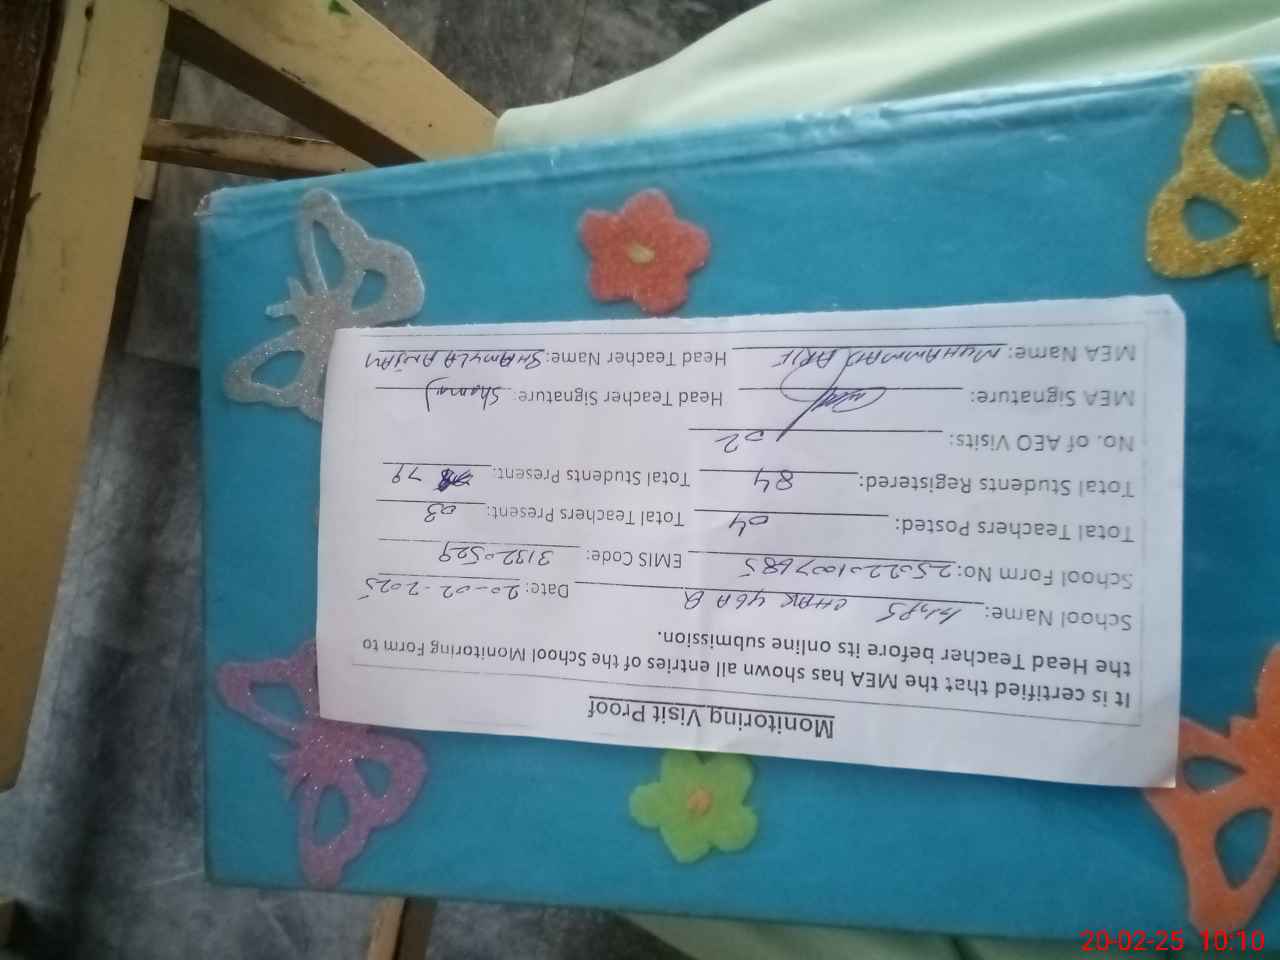 Monitoring Visit Proof
It is certified that the MEA has shown all entries of the School Monitoring Form to
the Head Teacher before its online submission.
School Name: CHAK 46A B Date: 20-02-2025
School Form No: EMIS Code: 31320529
Total Teachers Posted: 04 Total Teachers Present: 03
Total Students Registered: 84 Total Students Present: 79
No. of AEO Visits: 02
MEA Signature: Head Teacher Signature:
MEA Name: MUHAMMAD ARIF Head Teacher Name: SHAMYLA ANJAM
20-02-25 10:10